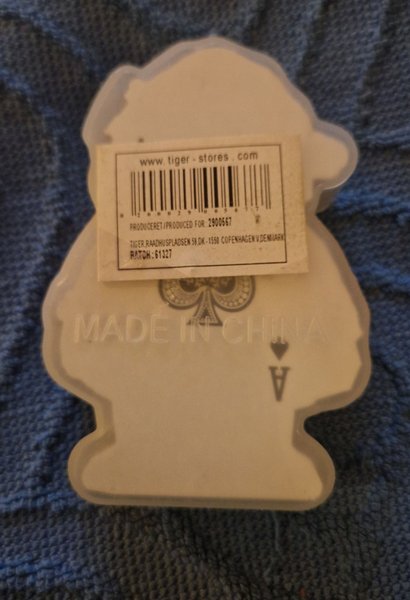 www.tiger-stores.com
PRODUCERET/PRODUCED FOR: 2900567
TIGER,RAADHUSPLADSEN 59,DK-1550 COPENHAGEN V,DENMARK
BATCH: 61327
MADE IN CHINA
A